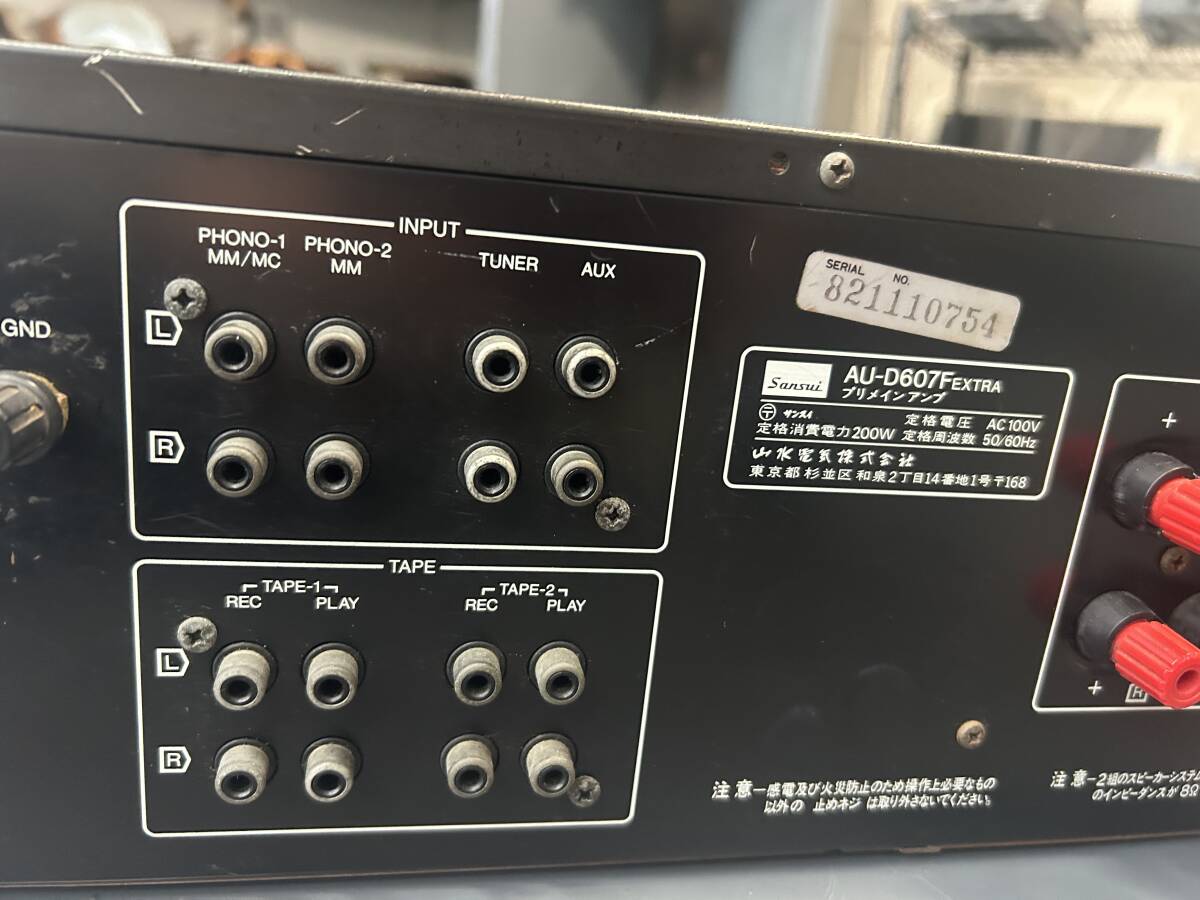 GND
INPUT
PHONO-1 PHONO-2 TUNER AUX
MM/MC MM
L
R
TAPE
TAPE-1 TAPE-2
REC PLAY REC PLAY
L
R
SERIAL NO.
821110754
Sansui AU-D607F EXTRA
プリメインアンプ
〒 サンスイ 定格電圧 AC100V
定格消費電力200W 定格周波数 50/60Hz
山水電気株式会社
東京都杉並区和泉2丁目14番地1号〒168
+
+
注意－感電及び火災防止のため操作上必要なもの
以外の 止めネジ は取り外さないでください。
注意－2組のスピーカーシステム
のインピーダンスが8Ω